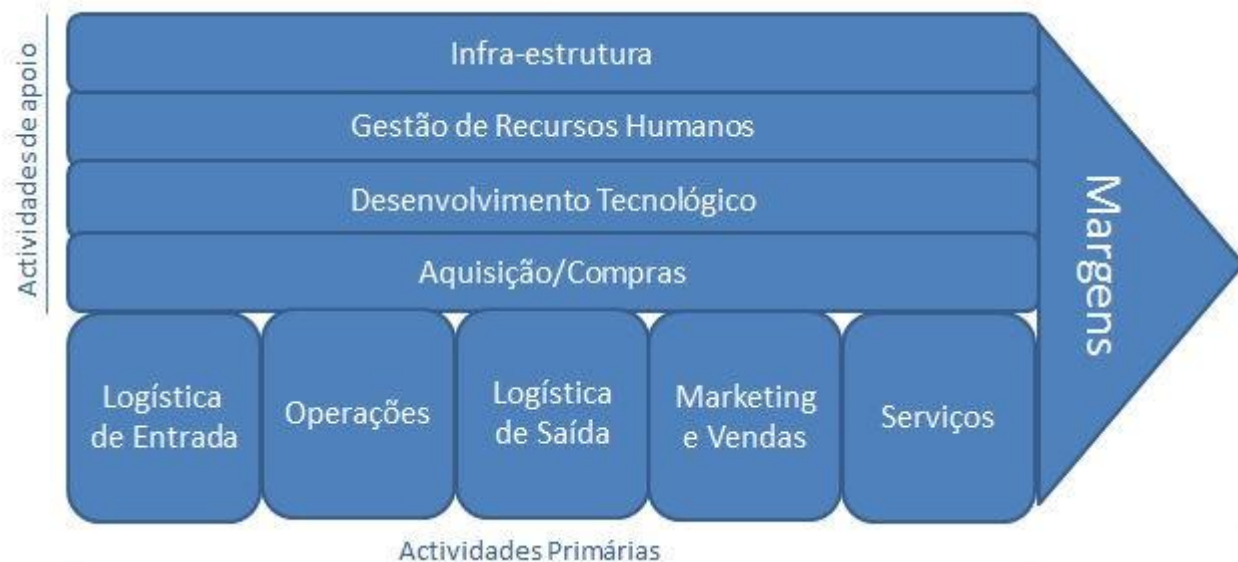 Actividades de apoio
Infra-estrutura
Gestão de Recursos Humanos
Desenvolvimento Tecnológico
Aquisição/Compras
Logística
de Entrada
Operações
Logística
de Saída
Marketing
e Vendas
Serviços
Margens
Actividades Primárias